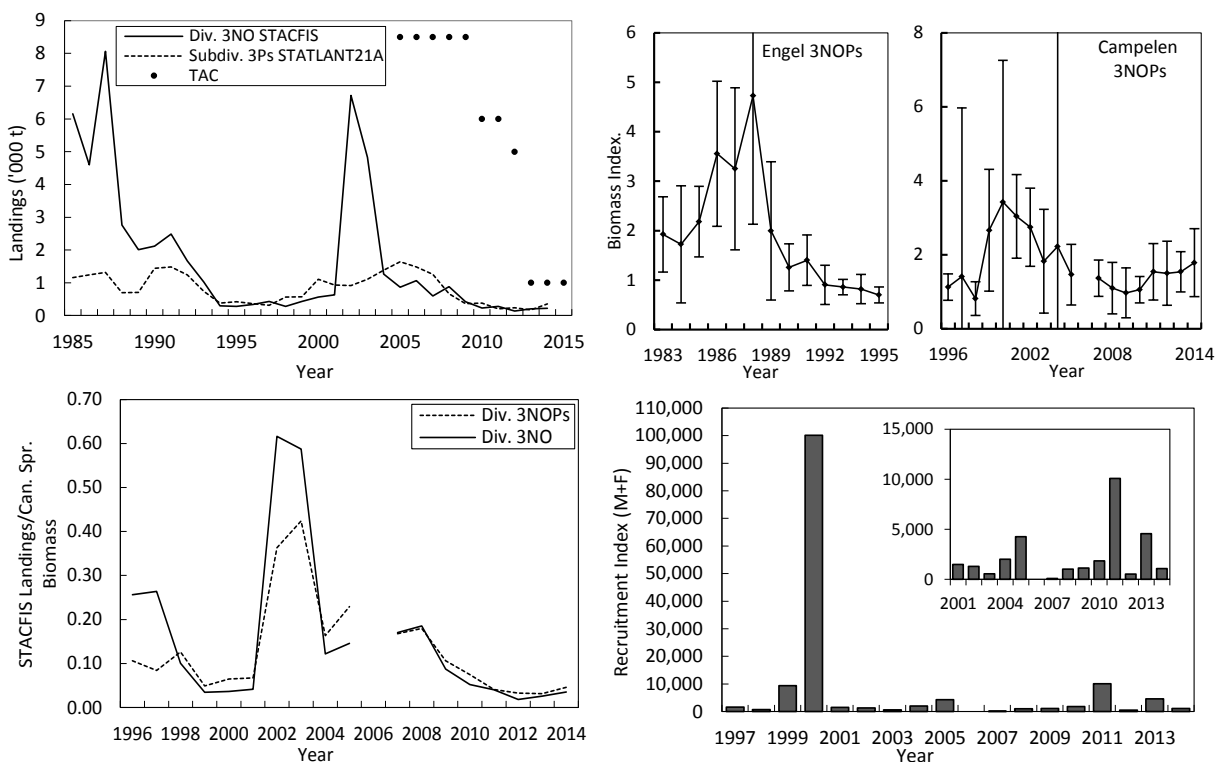 Landings ('000 t)
9
8
7
6
5
4
3
2
1
0
Div. 3NO STACFIS
Subdiv. 3Ps STATLANT21A
TAC
1985 1990 1995 2000 2005 2010 2015
Year
Biomass Index.
6
5
4
3
2
1
0
Engel 3NOPs
1983 1986 1989 1992 1995
Year
8
6
4
2
0
Campelen
3NOPs
1996 2002 2008 2014
Year
STACFIS Landings/Can. Spr.
Biomass
0.70
0.60
0.50
0.40
0.30
0.20
0.10
0.00
Div. 3NOPs
Div. 3NO
1996 1998 2000 2002 2004 2006 2008 2010 2012 2014
Year
Recruitment Index (M+F)
110,000
100,000
90,000
80,000
70,000
60,000
50,000
40,000
30,000
20,000
10,000
0
15,000
10,000
5,000
0
2001 2004 2007 2010 2013
1997 1999 2001 2003 2005 2007 2009 2011 2013
Year